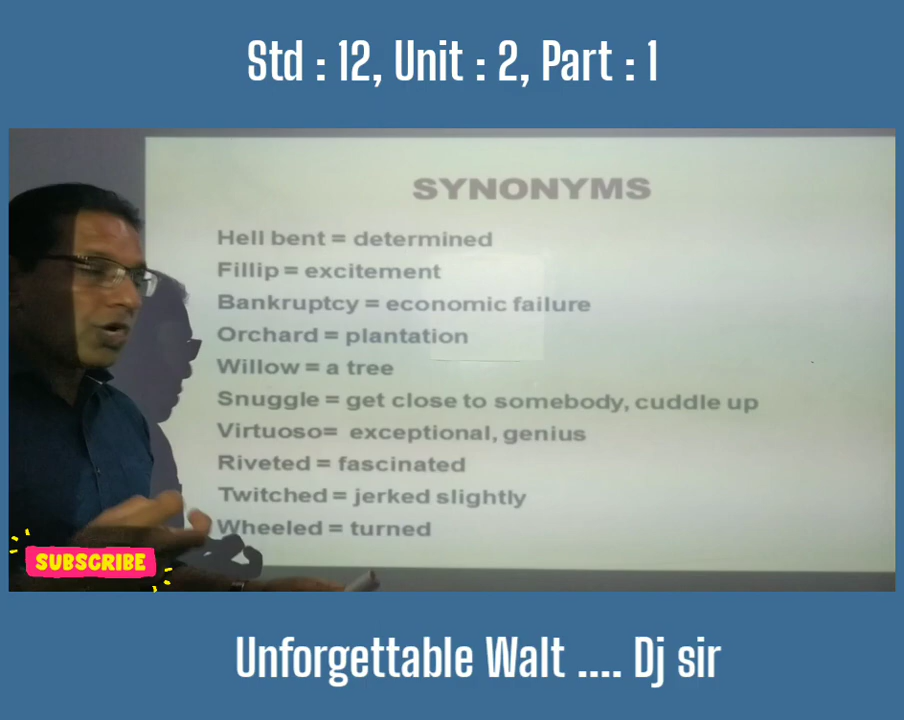 Std : 12, Unit : 2, Part : 1
SYNONYMS
Hell bent = determined
Fillip = excitement
Bankruptcy = economic failure
Orchard = plantation
Willow = a tree
Snuggle = get close to somebody, cuddle up
Virtuoso= exceptional, genius
Riveted = fascinated
Twitched = jerked slightly
Wheeled = turned
SUBSCRIBE
Unforgettable Walt .... Dj sir